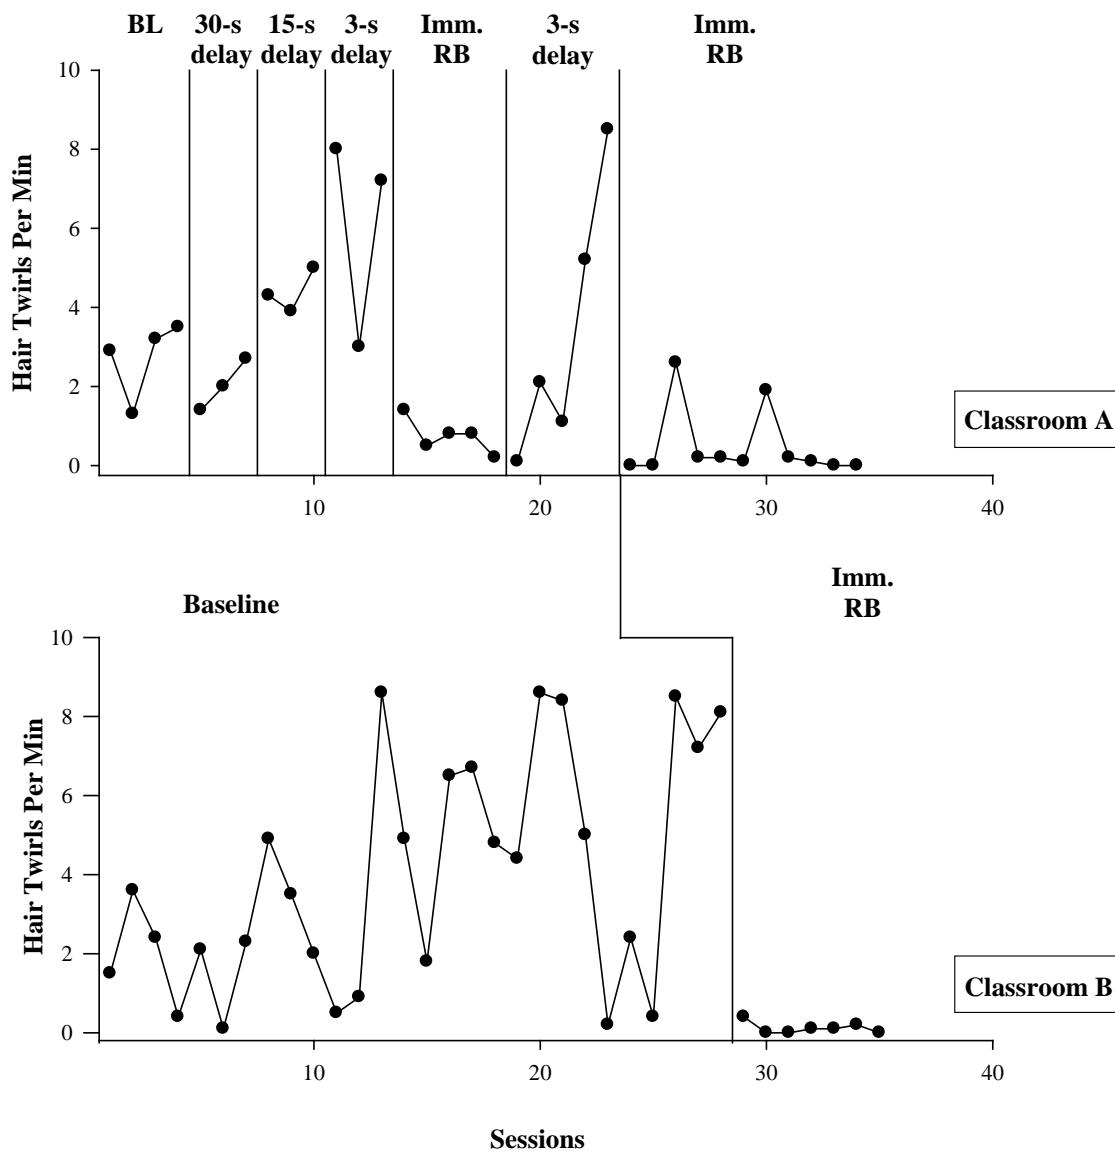 BL
30-s
delay
15-s
delay
3-s
delay
Imm.
RB
3-s
delay
Imm.
RB
Hair Twirls Per Min
10
8
6
4
2
0
10
20
30
40
Classroom A
Baseline
Imm.
RB
Hair Twirls Per Min
10
8
6
4
2
0
10
20
30
40
Classroom B
Sessions